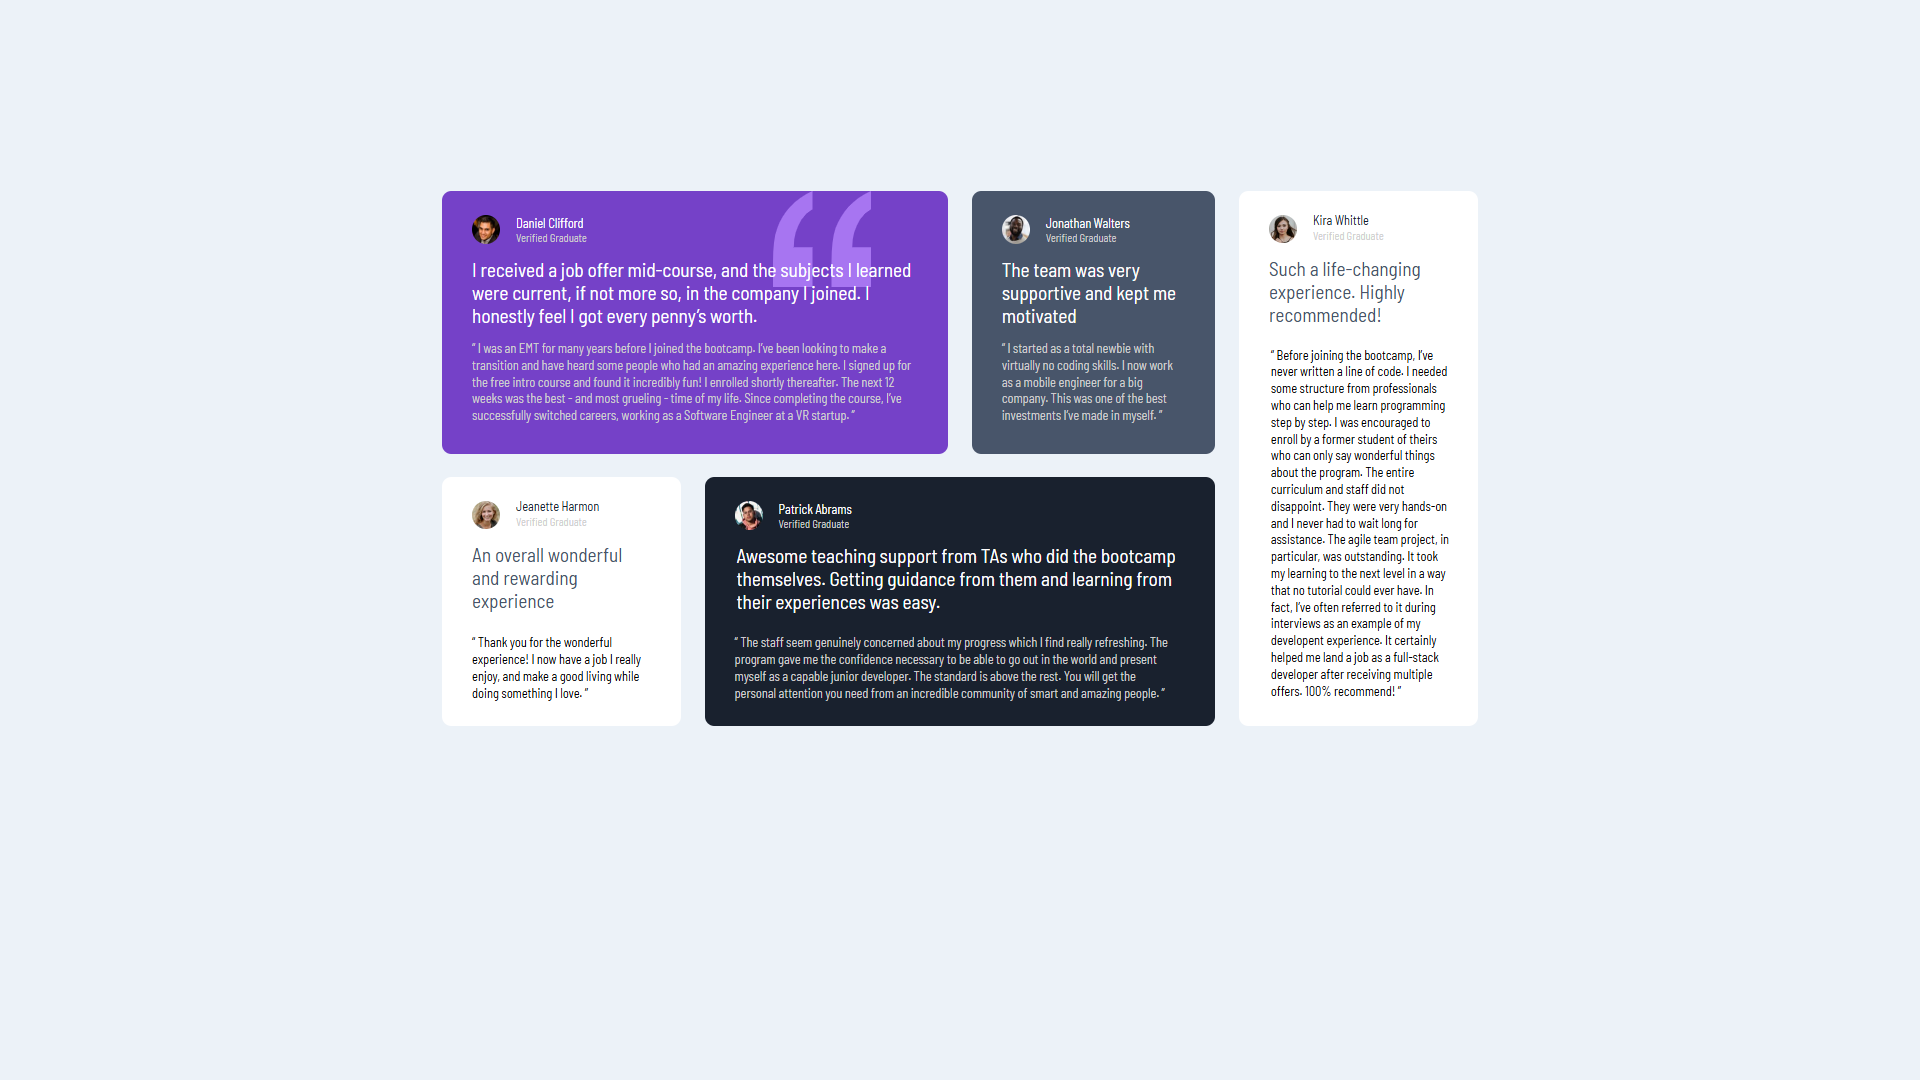 Daniel Clifford
Verified Graduate
I received a job offer mid-course, and the subjects I learned
were current, if not more so, in the company I joined. I
honestly feel I got every penny’s worth.
“ I was an EMT for many years before I joined the bootcamp. I’ve been looking to make a
transition and have heard some people who had an amazing experience here. I signed up for
the free intro course and found it incredibly fun! I enrolled shortly thereafter. The next 12
weeks was the best - and most grueling - time of my life. Since completing the course, I’ve
successfully switched careers, working as a Software Engineer at a VR startup. ”
Jonathan Walters
Verified Graduate
The team was very
supportive and kept me
motivated
“ I started as a total newbie with
virtually no coding skills. I now work
as a mobile engineer for a big
company. This was one of the best
investments I’ve made in myself. ”
Kira Whittle
Verified Graduate
Such a life-changing
experience. Highly
recommended!
“ Before joining the bootcamp, I’ve
never written a line of code. I needed
some structure from professionals
who can help me learn programming
step by step. I was encouraged to
enroll by a former student of theirs
who can only say wonderful things
about the program. The entire
curriculum and staff did not
disappoint. They were very hands-on
and I never had to wait long for
assistance. The agile team project, in
particular, was outstanding. It took
my learning to the next level in a way
that no tutorial could ever have. In
fact, I’ve often referred to it during
interviews as an example of my
developent experience. It certainly
helped me land a job as a full-stack
developer after receiving multiple
offers. 100% recommend! ”
Jeanette Harmon
Verified Graduate
An overall wonderful
and rewarding
experience
“ Thank you for the wonderful
experience! I now have a job I really
enjoy, and make a good living while
doing something I love. ”
Patrick Abrams
Verified Graduate
Awesome teaching support from TAs who did the bootcamp
themselves. Getting guidance from them and learning from
their experiences was easy.
“ The staff seem genuinely concerned about my progress which I find really refreshing. The
program gave me the confidence necessary to be able to go out in the world and present
myself as a capable junior developer. The standard is above the rest. You will get the
personal attention you need from an incredible community of smart and amazing people. ”